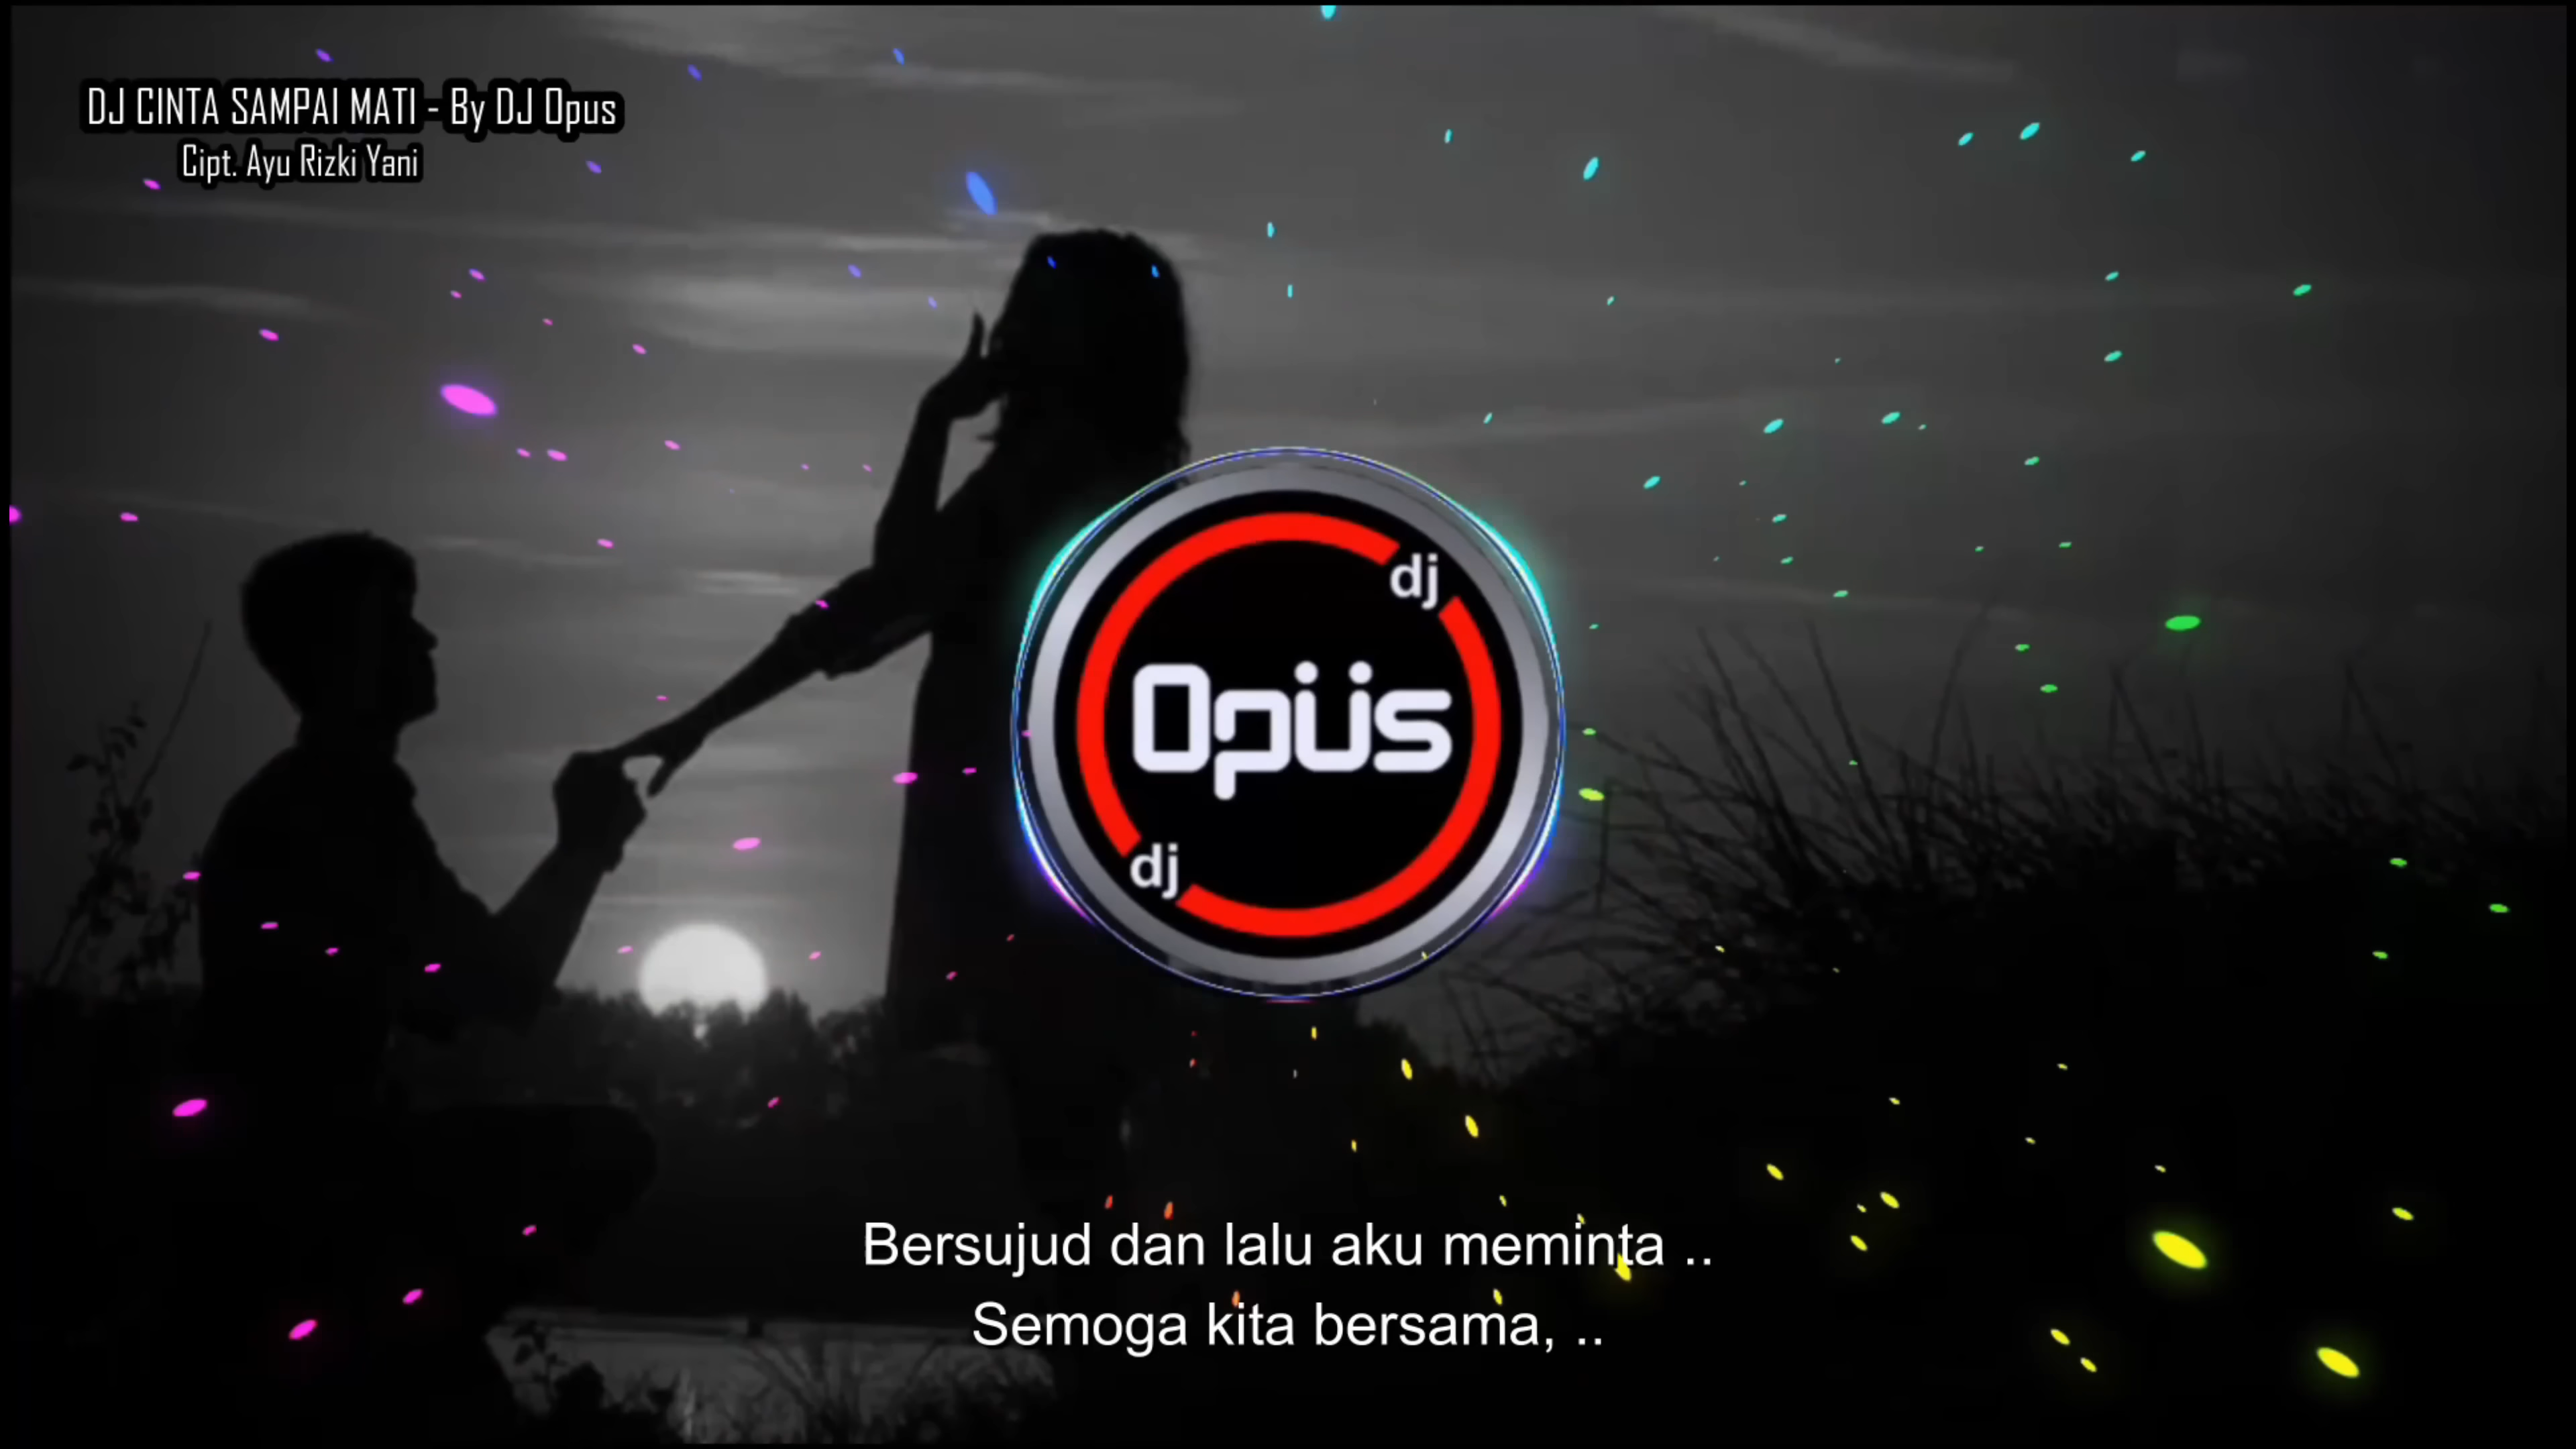 DJ CINTA SAMPAI MATI - By DJ Opus
Cipt. Ayu Rizki Yani
dj
Opüs
dj
Bersujud dan lalu aku meminta ..
Semoga kita bersama, ..